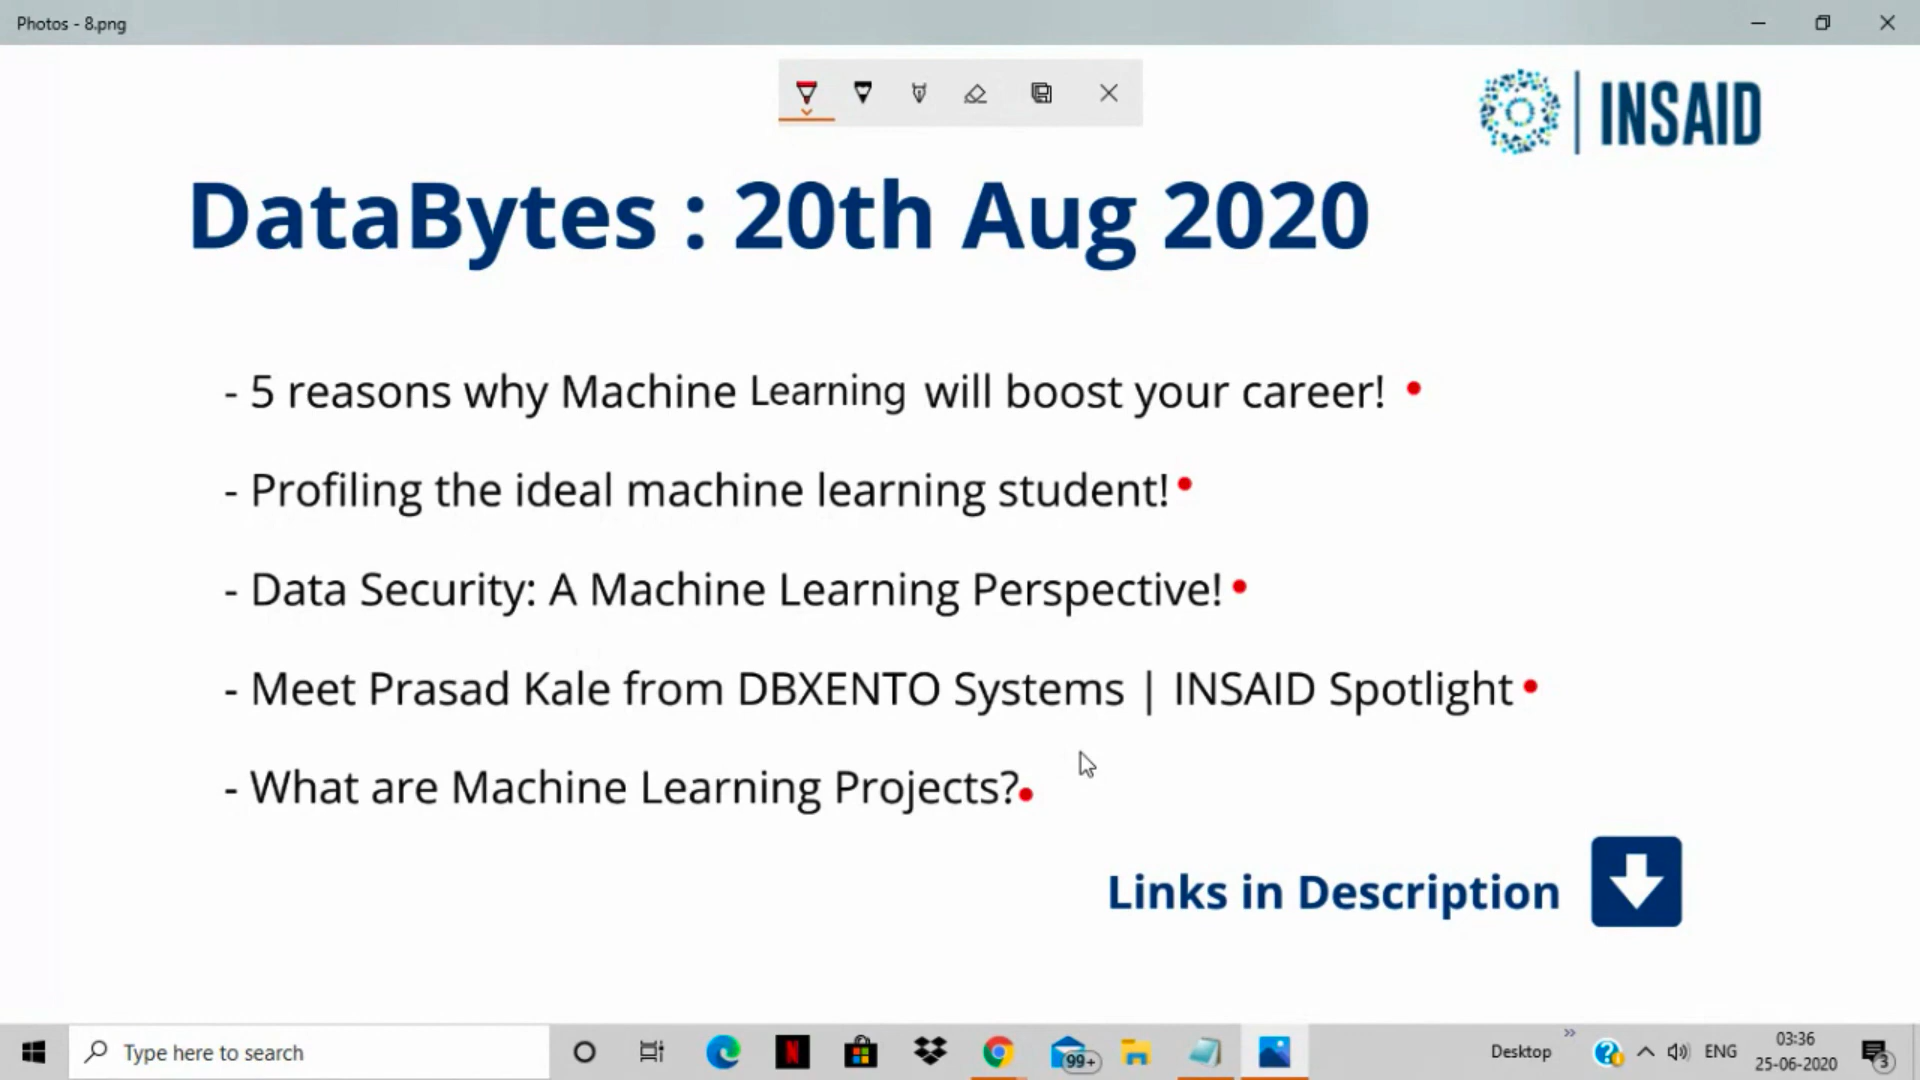 Photos - 8.png
INSAID
DataBytes : 20th Aug 2020
- 5 reasons why Machine Learning will boost your career!
- Profiling the ideal machine learning student!
- Data Security: A Machine Learning Perspective!
- Meet Prasad Kale from DBXENTO Systems | INSAID Spotlight
- What are Machine Learning Projects?
Links in Description
Type here to search
N
99+
Desktop
ENG
03:36
25-06-2020
3